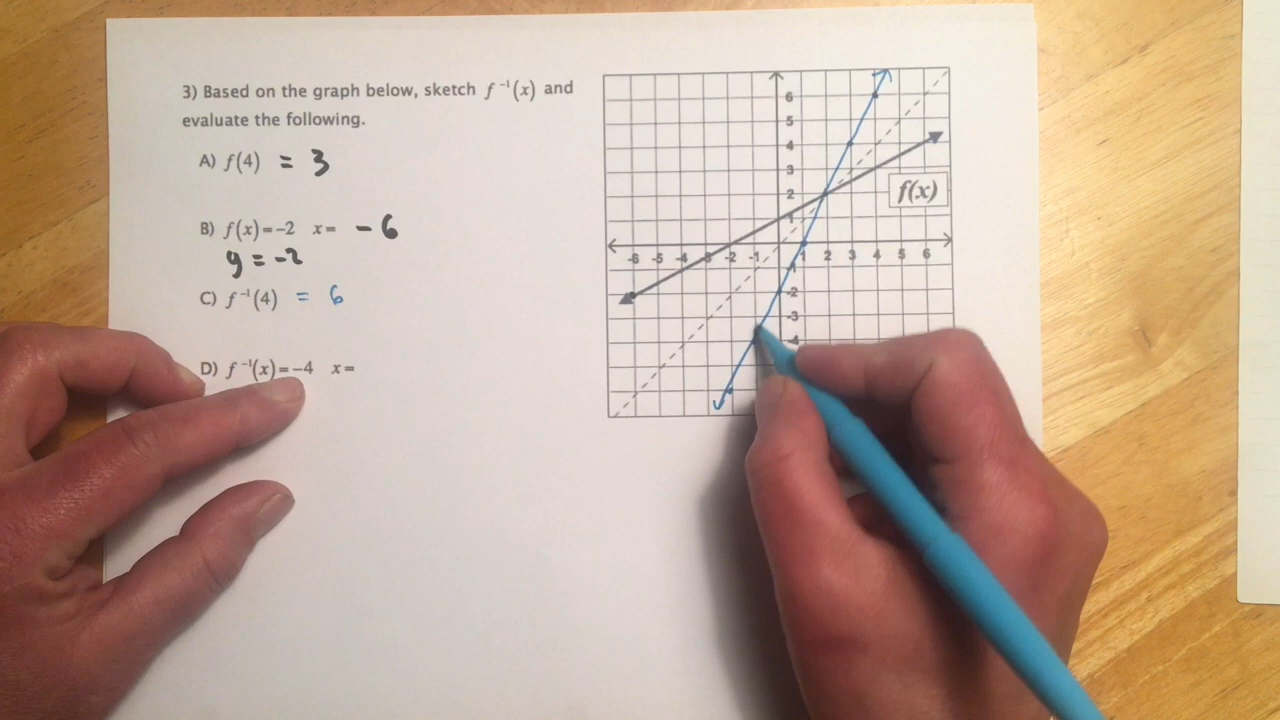 3) Based on the graph below, sketch f⁻¹(x) and
evaluate the following.
A) f(4) = 3
B) f(x)=-2 x= -6
y = -2
C) f⁻¹(4) = 6
D) f⁻¹(x)=-4 x=
6
5
4
3
2
1
f(x)
-6 -5 -4 -3 -2 -1 1 2 3 4 5 6
-1
-2
-3
-4